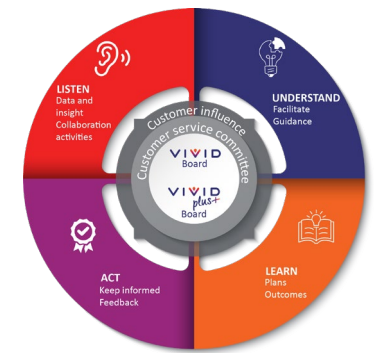 LISTEN
Data and
insight
Collaboration
activities
UNDERSTAND
Facilitate
Guidance
Customer influence
Customer service committee
VIVID
Board
VIVID
plus+
Board
ACT
Keep informed
Feedback
LEARN
Plans
Outcomes